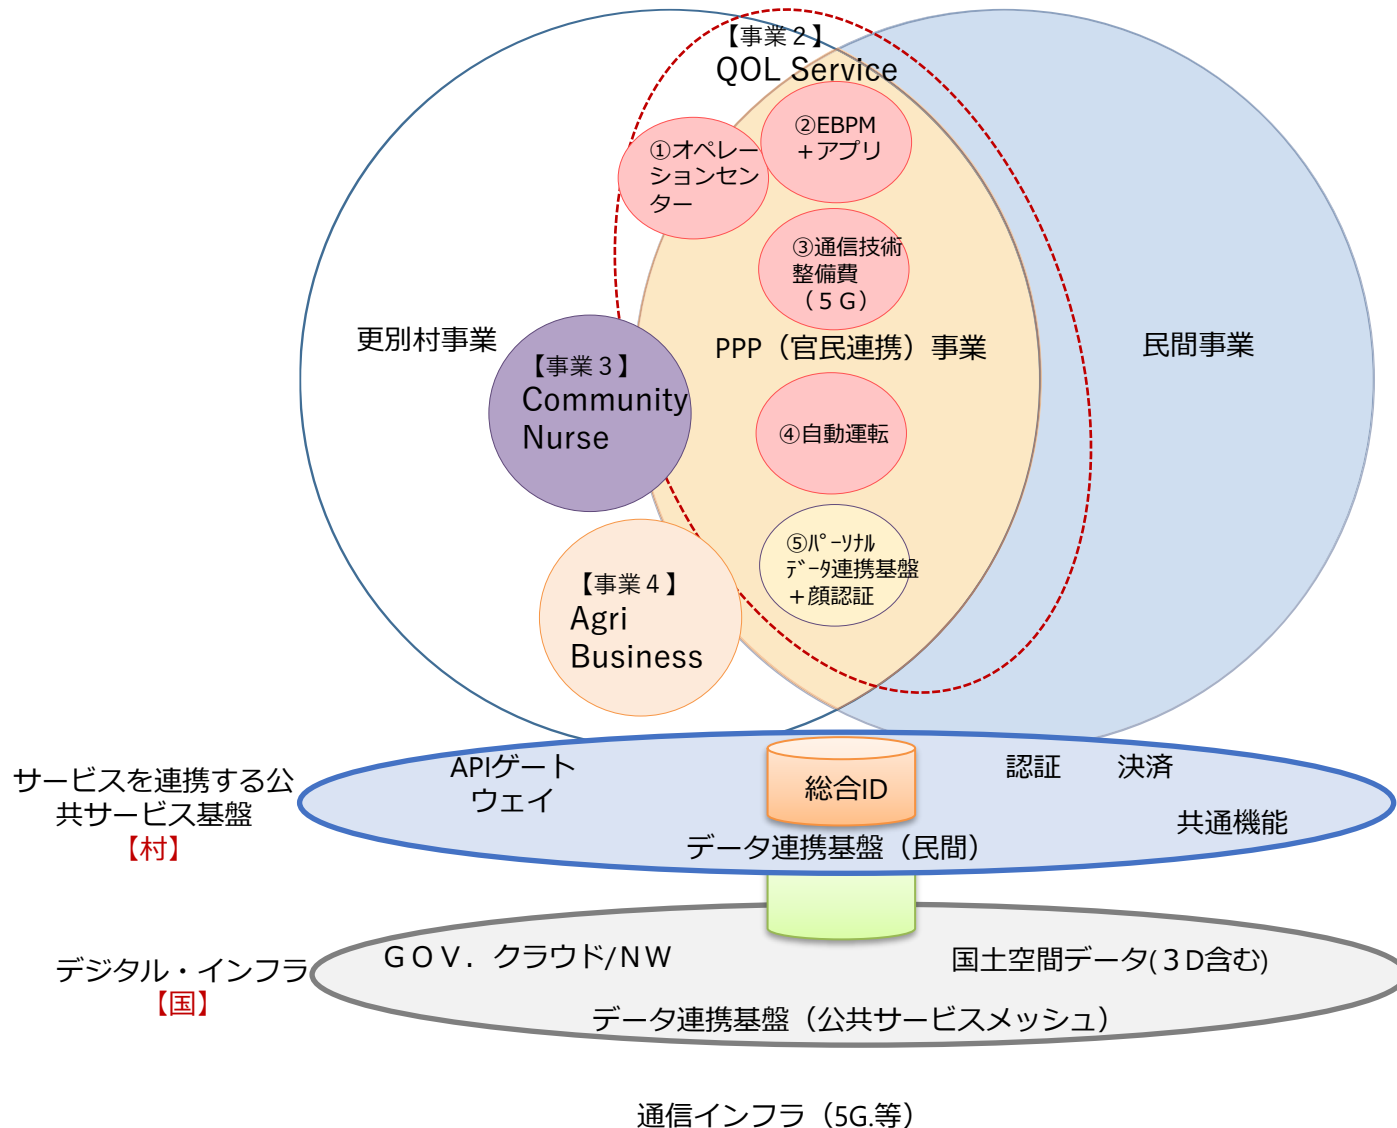 【事業２】
QOL Service
②EBPM
＋アプリ
①オペレー
ションセン
ター
③通信技術
整備費
（５G）
更別村事業
PPP（官民連携）事業
民間事業
【事業３】
Community
Nurse
④自動運転
⑤ﾊﾟｰｿﾅﾙ
ﾃﾞｰﾀ連携基盤
＋顔認証
【事業４】
Agri
Business
サービスを連携する公
共サービス基盤
【村】
APIゲート
ウェイ
総合ID
認証
決済
共通機能
データ連携基盤（民間）
デジタル・インフラ
【国】
ＧＯＶ．クラウド/NW
国土空間データ(３D含む)
データ連携基盤（公共サービスメッシュ）
通信インフラ（5G.等）